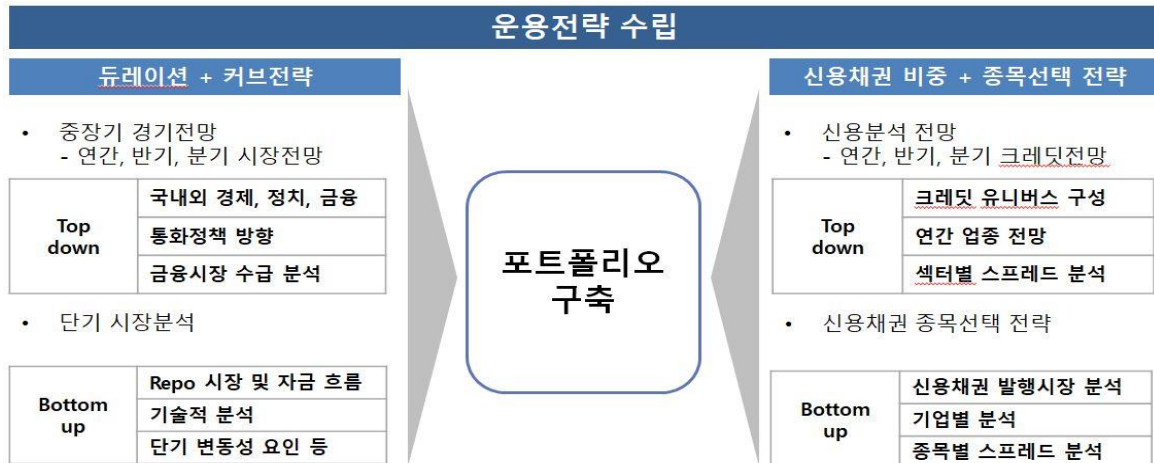 운용전략 수립
듀레이션 + 커브전략
• 중장기 경기전망
- 연간, 반기, 분기 시장전망
Top
down
국내외 경제, 정치, 금융
통화정책 방향
금융시장 수급 분석
• 단기 시장분석
Bottom
up
Repo 시장 및 자금 흐름
기술적 분석
단기 변동성 요인 등
포트폴리오
구축
신용채권 비중 + 종목선택 전략
• 신용분석 전망
- 연간, 반기, 분기 크레딧전망
Top
down
크레딧 유니버스 구성
연간 업종 전망
섹터별 스프레드 분석
• 신용채권 종목선택 전략
Bottom
up
신용채권 발행시장 분석
기업별 분석
종목별 스프레드 분석